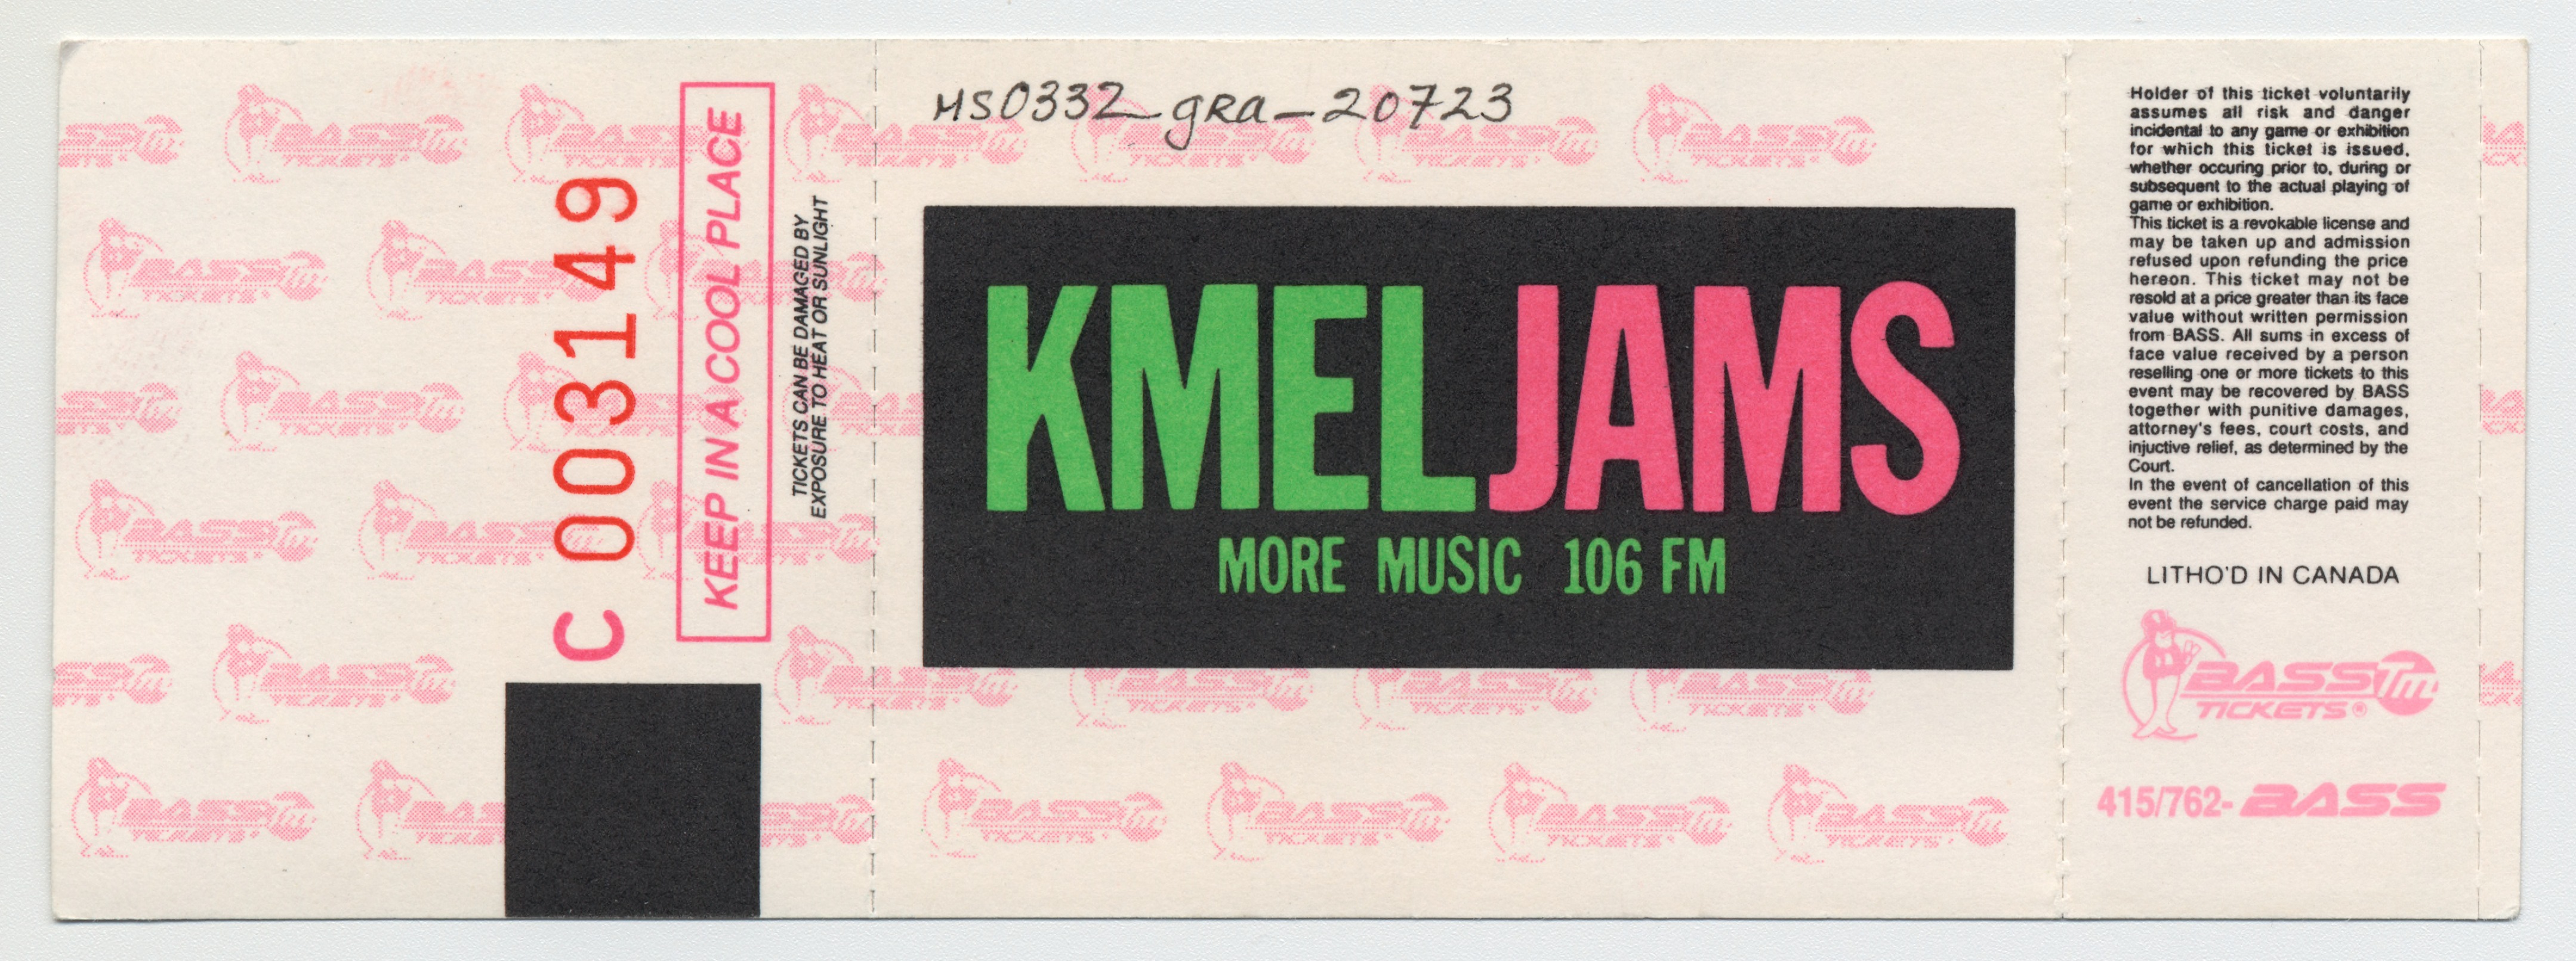 C 003149
KEEP IN A COOL PLACE
TICKETS CAN BE DAMAGED BY
EXPOSURE TO HEAT OR SUNLIGHT
MS0332_gRa_20723
KMELJAMS
MORE MUSIC 106 FM
Holder of this ticket voluntarily
assumes all risk and danger
incidental to any game or exhibition
for which this ticket is issued,
whether occuring prior to, during or
subsequent to the actual playing of
game or exhibition.
This ticket is a revokable license and
may be taken up and admission
refused upon refunding the price
hereon. This ticket may not be
resold at a price greater than its face
value without written permission
from BASS. All sums in excess of
face value received by a person
reselling one or more tickets to this
event may be recovered by BASS
together with punitive damages,
attorney's fees, court costs, and
injuctive relief, as determined by the
Court.
In the event of cancellation of this
event the service charge paid may
not be refunded.
LITHO'D IN CANADA
BASSTM
TICKETS®
415/762-BASS